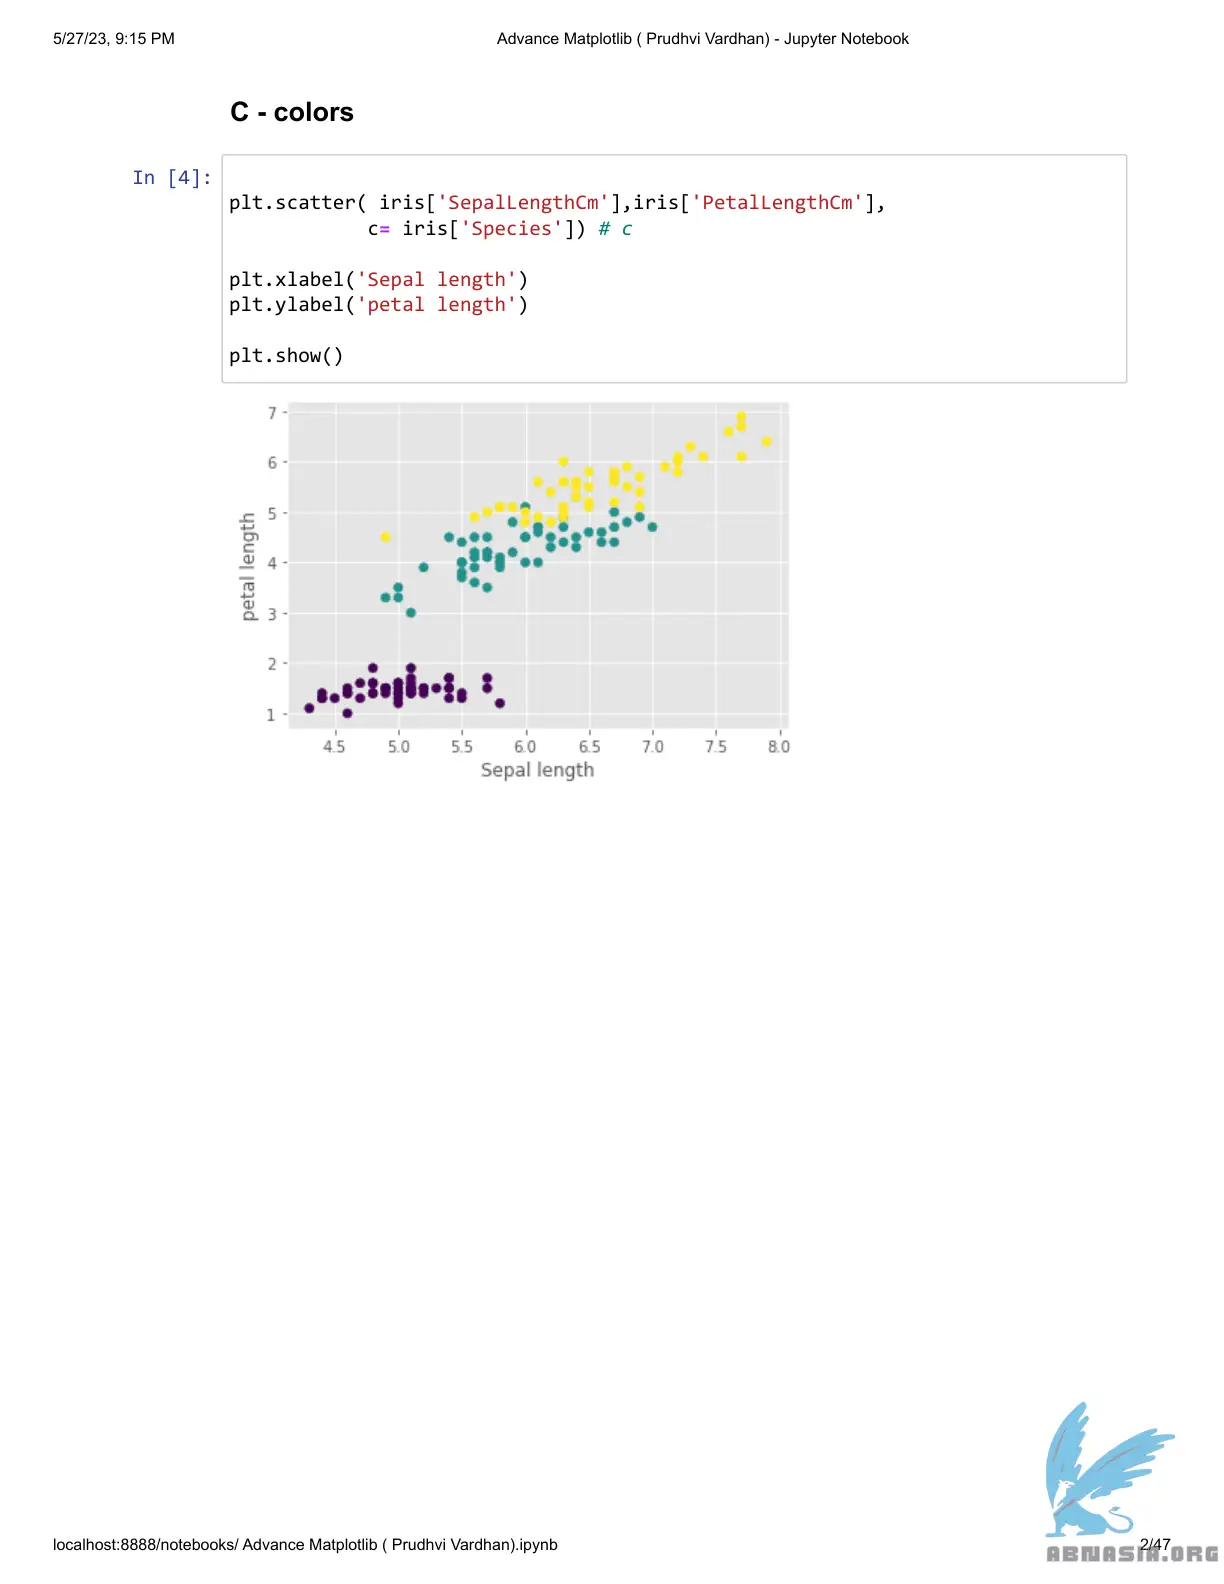 5/27/23, 9:15 PM
Advance Matplotlib ( Prudhvi Vardhan) - Jupyter Notebook
C - colors
In [4]:
plt.scatter( iris['SepalLengthCm'],iris['PetalLengthCm'],
c= iris['Species']) # c
plt.xlabel('Sepal length')
plt.ylabel('petal length')
plt.show()
7
6
5
4
3
2
1
petal length
4.5 5.0 5.5 6.0 6.5 7.0 7.5 8.0
Sepal length
localhost:8888/notebooks/ Advance Matplotlib ( Prudhvi Vardhan).ipynb
2/47
ABNASIA.ORG